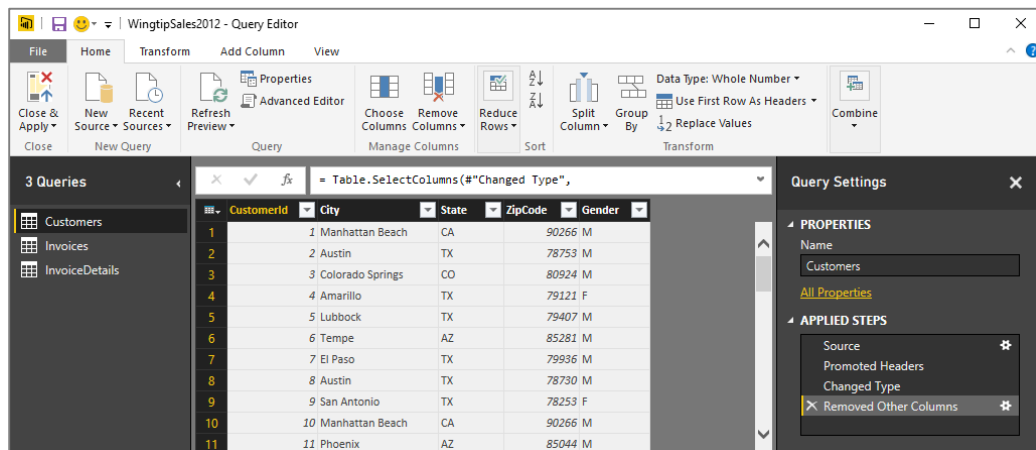 WingtipSales2012 - Query Editor
File Home Transform Add Column View
Close & Apply
New Source
Recent Sources
Refresh Preview
Properties
Advanced Editor
Choose Columns
Remove Columns
Reduce Rows
Split Column
Group By
Data Type: Whole Number
Use First Row As Headers
Replace Values
Combine
Close New Query Query Manage Columns Sort Transform
3 Queries
Customers
Invoices
InvoiceDetails
fx = Table.SelectColumns(#"Changed Type",
CustomerId City State ZipCode Gender
1 1 Manhattan Beach CA 90266 M
2 2 Austin TX 78753 M
3 3 Colorado Springs CO 80924 M
4 4 Amarillo TX 79121 F
5 5 Lubbock TX 79407 M
6 6 Tempe AZ 85281 M
7 7 El Paso TX 79936 M
8 8 Austin TX 78730 M
9 9 San Antonio TX 78253 F
10 10 Manhattan Beach CA 90266 M
11 11 Phoenix AZ 85044 M
Query Settings
PROPERTIES
Name
Customers
All Properties
APPLIED STEPS
Source
Promoted Headers
Changed Type
Removed Other Columns